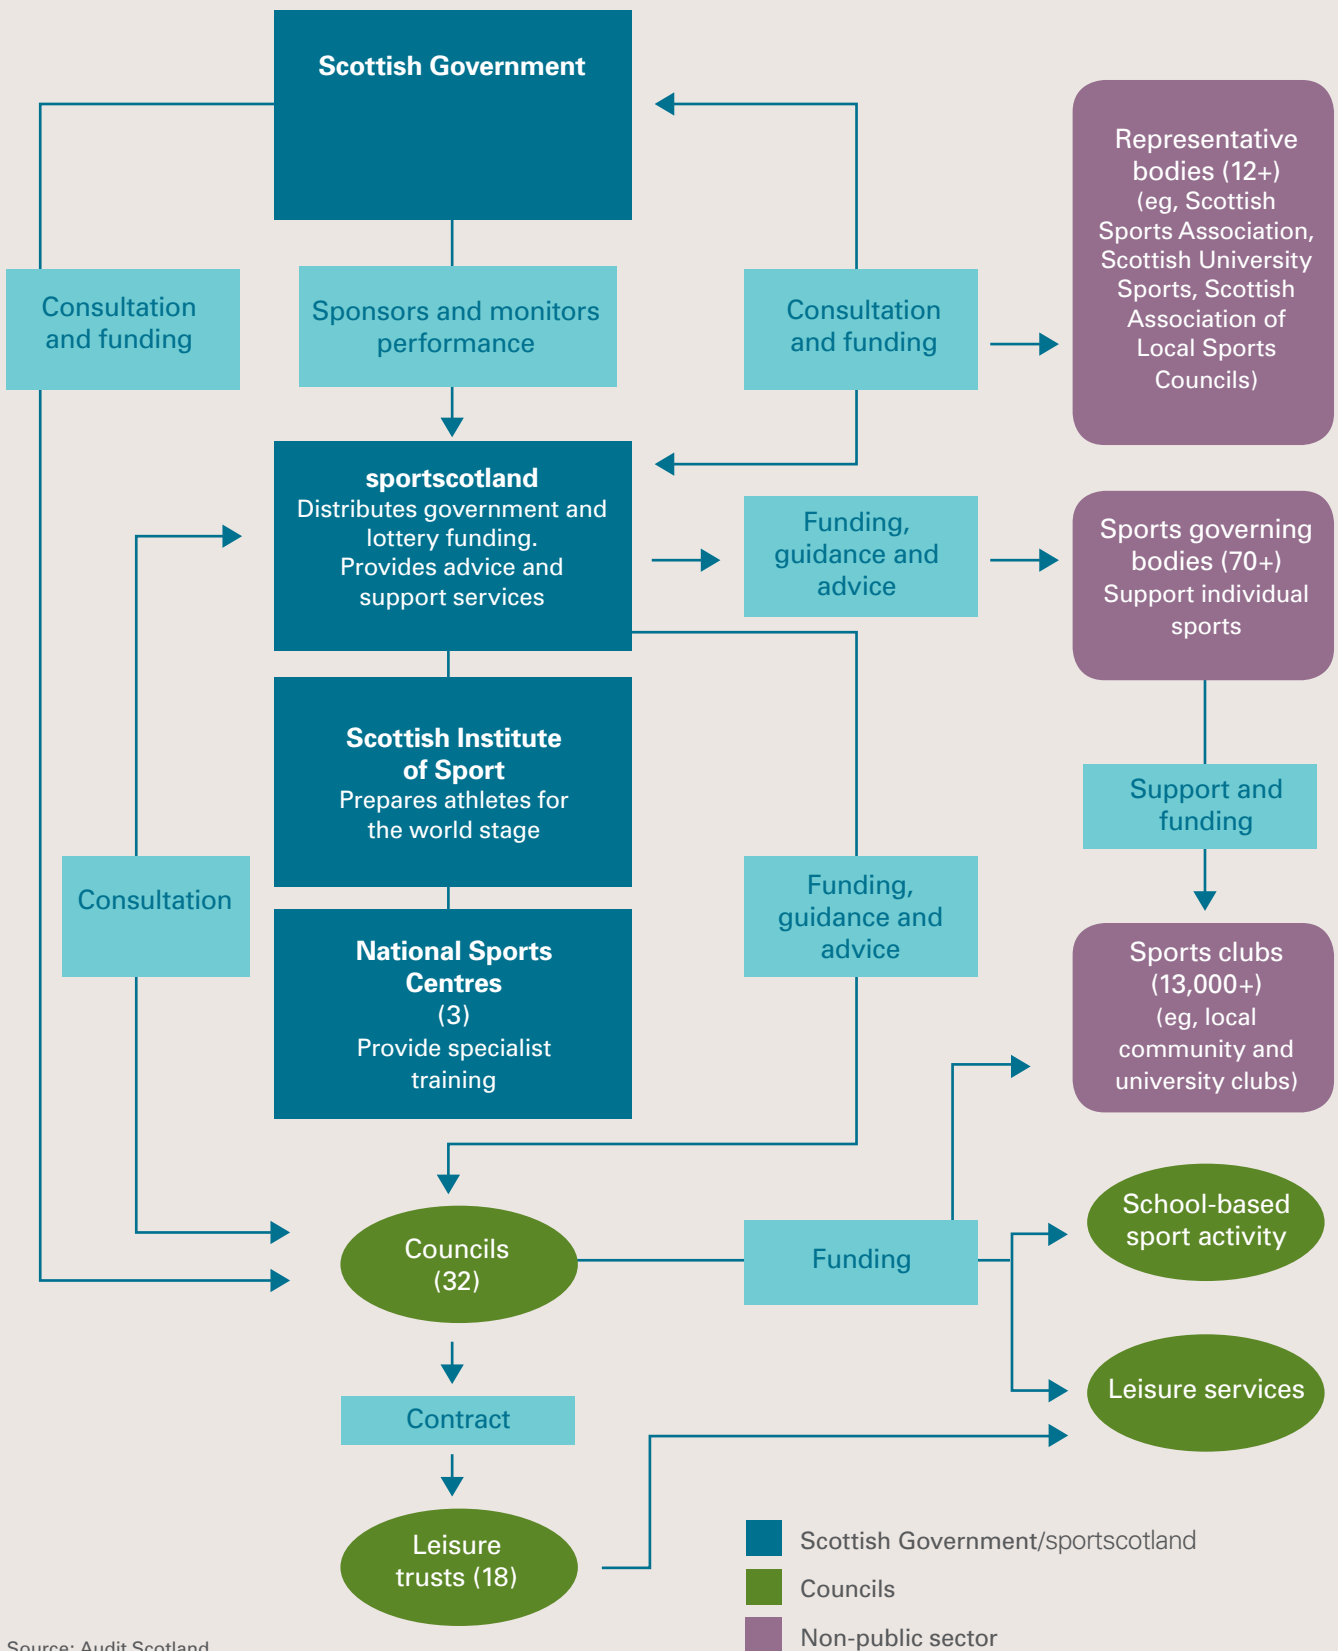 Scottish Government
Representative
bodies (12+)
(eg, Scottish
Sports Association,
Scottish University
Sports, Scottish
Association of
Local Sports
Councils)
Consultation
and funding
Sponsors and monitors
performance
Consultation
and funding
sportscotland
Distributes government and
lottery funding.
Provides advice and
support services
Funding,
guidance and
advice
Sports governing
bodies (70+)
Support individual
sports
Scottish Institute
of Sport
Prepares athletes for
the world stage
Support and
funding
Consultation
Funding,
guidance and
advice
National Sports
Centres
(3)
Provide specialist
training
Sports clubs
(13,000+)
(eg, local
community and
university clubs)
Councils
(32)
Funding
School-based
sport activity
Leisure services
Contract
Leisure
trusts (18)
Scottish Government/sportscotland
Councils
Non-public sector
Source: Audit Scotland